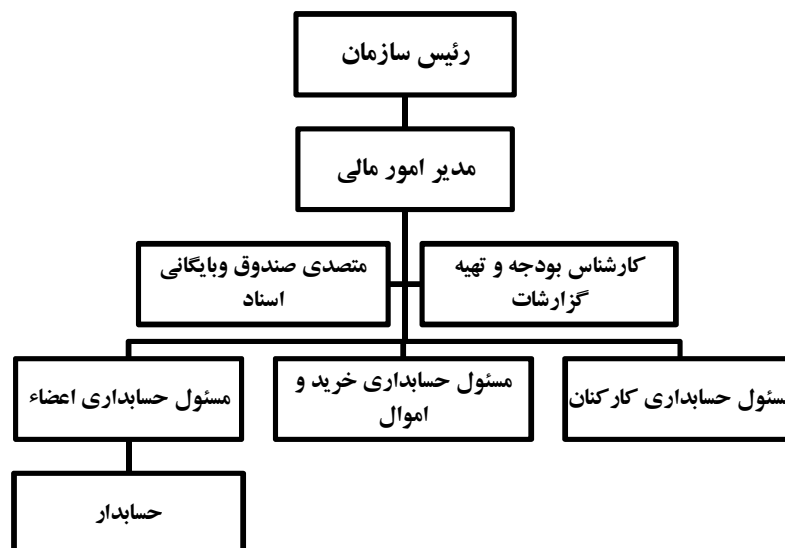 رئیس سازمان
مدیر امور مالی
کارشناس بودجه و تهیه
گزارشات
متصدی صندوق وبایگانی
اسناد
مسئول حسابداری کارکنان
مسئول حسابداری خرید و
اموال
مسئول حسابداری اعضاء
حسابدار